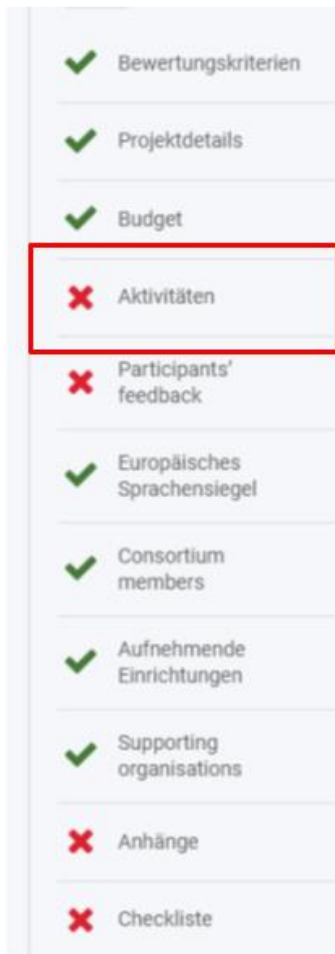 Bewertungskriterien
Projektdetails
Budget
Aktivitäten
Participants'
feedback
Europäisches
Sprachensiegel
Consortium
members
Aufnehmende
Einrichtungen
Supporting
organisations
Anhänge
Checkliste